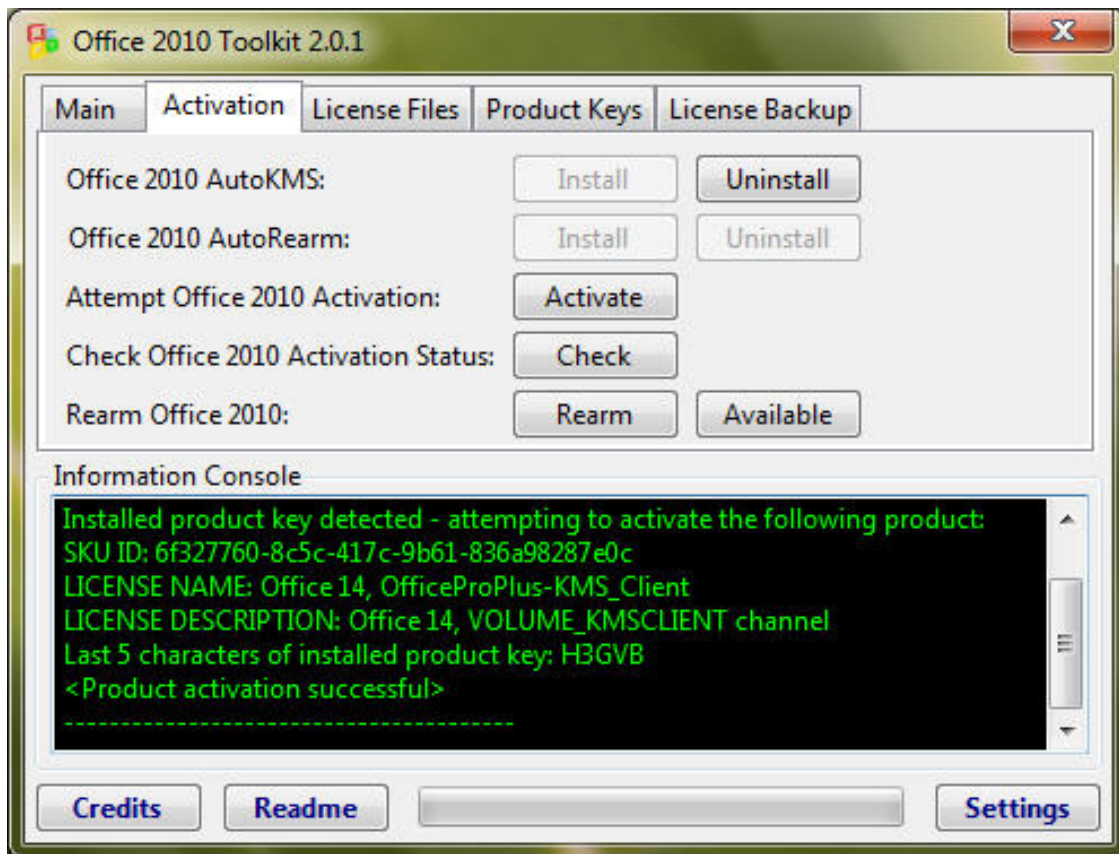 Office 2010 Toolkit 2.0.1
Main Activation License Files Product Keys License Backup
Office 2010 AutoKMS: Install Uninstall
Office 2010 AutoRearm: Install Uninstall
Attempt Office 2010 Activation: Activate
Check Office 2010 Activation Status: Check
Rearm Office 2010: Rearm Available
Information Console
Installed product key detected - attempting to activate the following product:
SKU ID: 6f327760-8c5c-417c-9b61-836a98287e0c
LICENSE NAME: Office 14, OfficeProPlus-KMS_Client
LICENSE DESCRIPTION: Office 14, VOLUME_KMSCLIENT channel
Last 5 characters of installed product key: H3GVB
<Product activation successful>
----------------------------------------
Credits Readme Settings